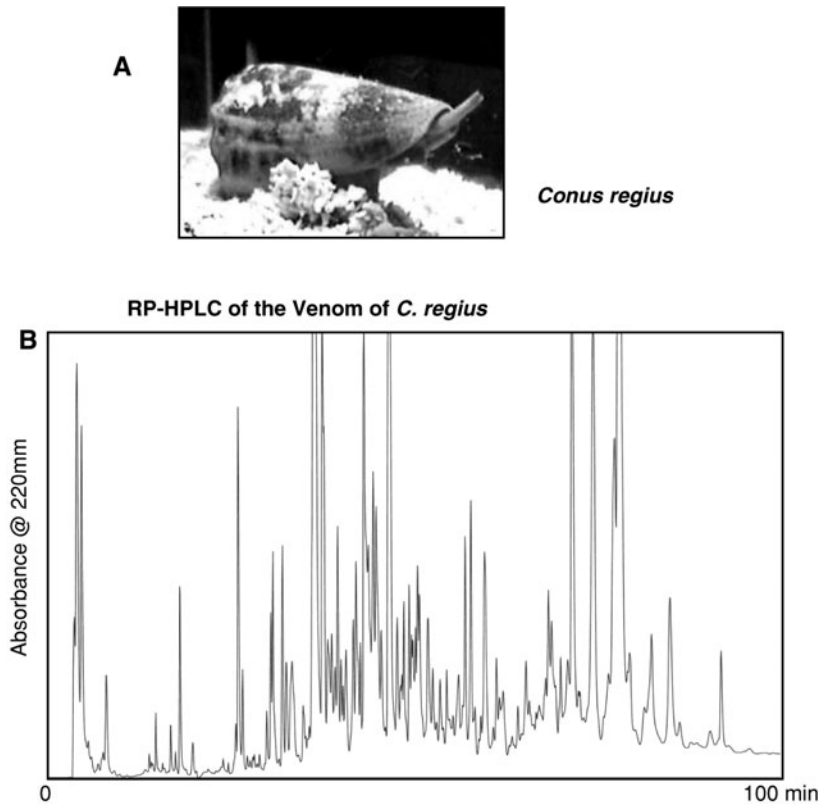 A
Conus regius
RP-HPLC of the Venom of C. regius
B
Absorbance @ 220mm
0
100 min